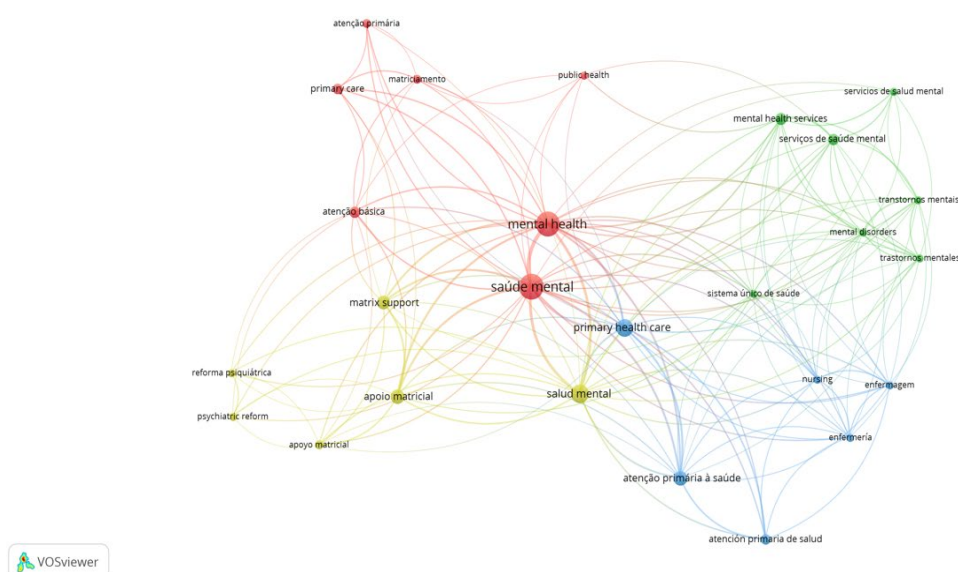 atenção primária
matriciamento
primary care
public health
servicios de salud mental
mental health services
serviços de saúde mental
transtornos mentais
atenção básica
mental health
mental disorders
trastornos mentales
saúde mental
sistema único de saúde
matrix support
primary health care
reforma psiquiátrica
nursing
enfermagem
apoio matricial
salud mental
psychiatric reform
enfermería
apoyo matricial
atenção primária à saúde
atención primaria de salud
VOSviewer